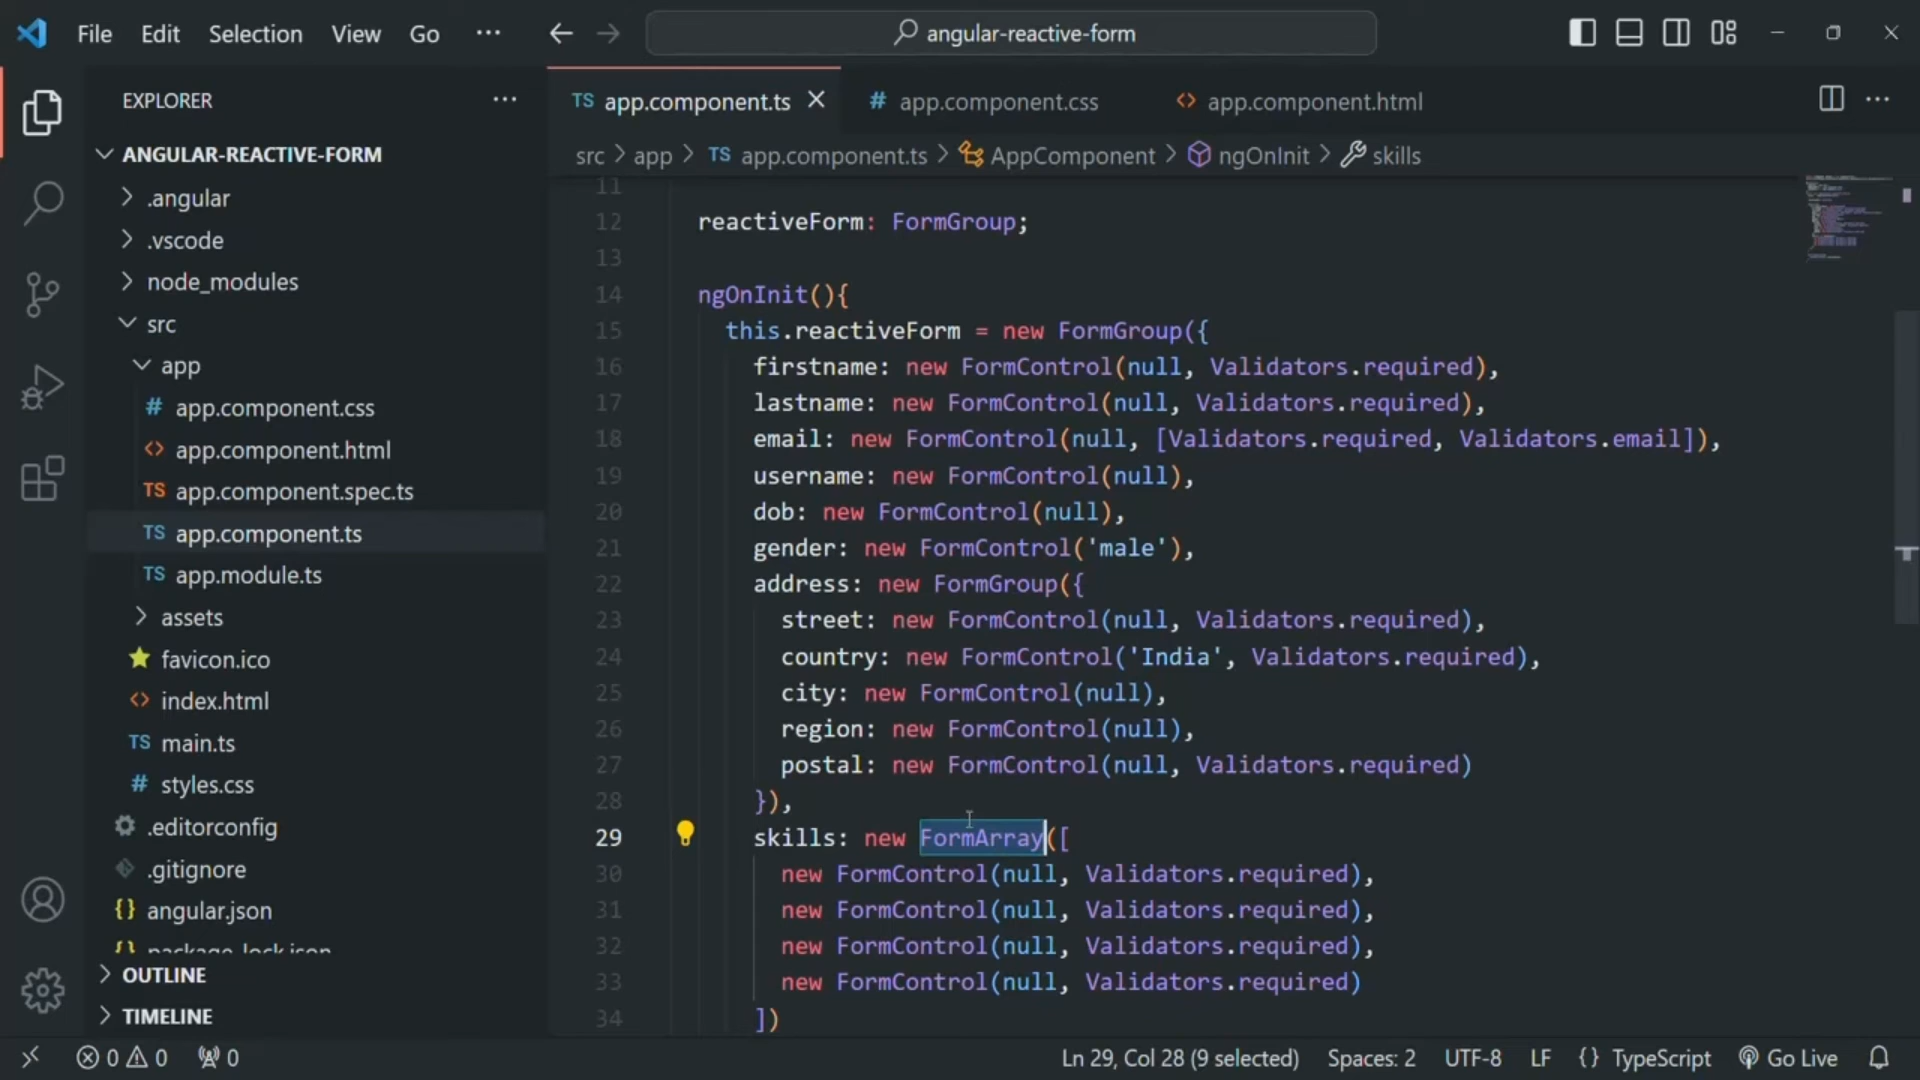 File Edit Selection View Go ··· angular-reactive-form
EXPLORER ···
ANGULAR-REACTIVE-FORM
.angular
.vscode
node_modules
src
app
# app.component.css
<> app.component.html
TS app.component.spec.ts
TS app.component.ts
TS app.module.ts
assets
favicon.ico
<> index.html
TS main.ts
# styles.css
.editorconfig
.gitignore
{} angular.json
{} package-lock.json
OUTLINE
TIMELINE
TS app.component.ts # app.component.css <> app.component.html ···
src > app > TS app.component.ts > AppComponent > ngOnInit > skills
11
12 reactiveForm: FormGroup;
13
14 ngOnInit(){
15 this.reactiveForm = new FormGroup({
16 firstname: new FormControl(null, Validators.required),
17 lastname: new FormControl(null, Validators.required),
18 email: new FormControl(null, [Validators.required, Validators.email]),
19 username: new FormControl(null),
20 dob: new FormControl(null),
21 gender: new FormControl('male'),
22 address: new FormGroup({
23 street: new FormControl(null, Validators.required),
24 country: new FormControl('India', Validators.required),
25 city: new FormControl(null),
26 region: new FormControl(null),
27 postal: new FormControl(null, Validators.required)
28 }),
29 skills: new FormArray([
30 new FormControl(null, Validators.required),
31 new FormControl(null, Validators.required),
32 new FormControl(null, Validators.required),
33 new FormControl(null, Validators.required)
34 ])
0 0 0 Ln 29, Col 28 (9 selected) Spaces: 2 UTF-8 LF {} TypeScript Go Live